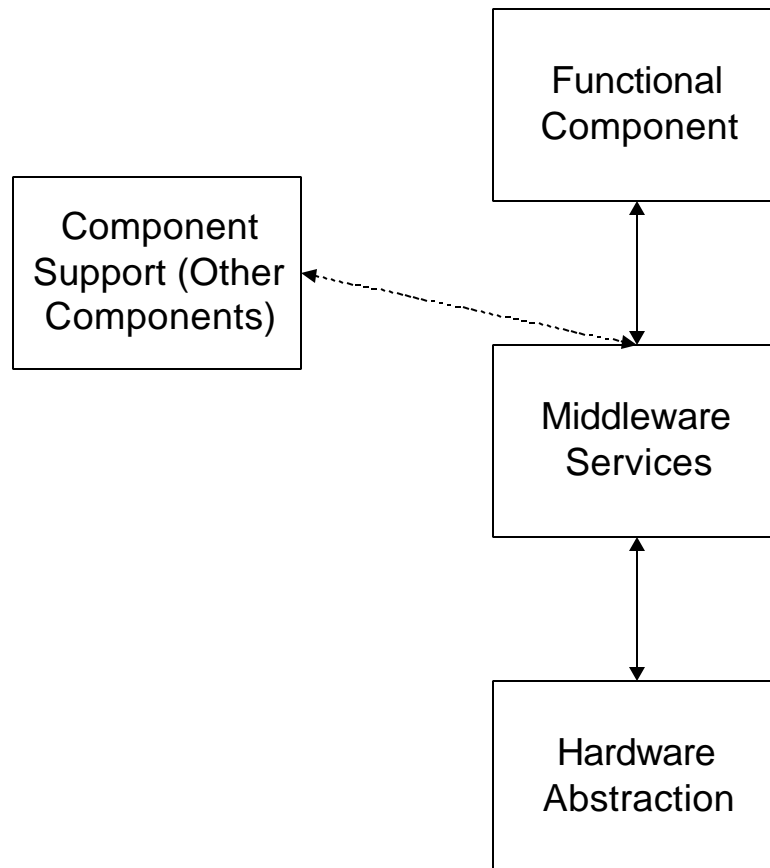 Functional
Component
Component
Support (Other
Components)
Middleware
Services
Hardware
Abstraction